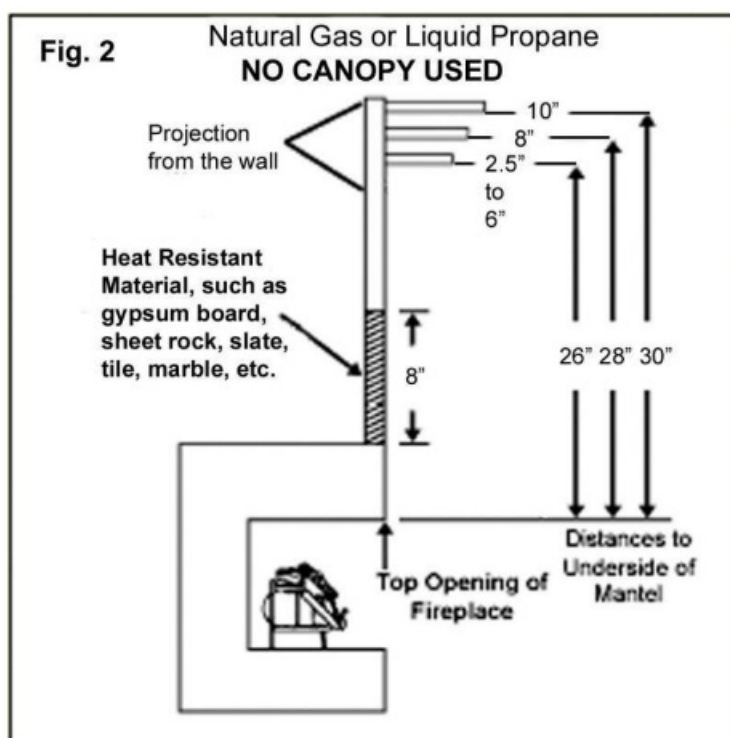 Fig. 2
Natural Gas or Liquid Propane
NO CANOPY USED
Projection
from the wall
10”
8”
2.5”
to
6”
Heat Resistant
Material, such as
gypsum board,
sheet rock, slate,
tile, marble, etc.
8”
26” 28” 30”
Top Opening of
Fireplace
Distances to
Underside of
Mantel